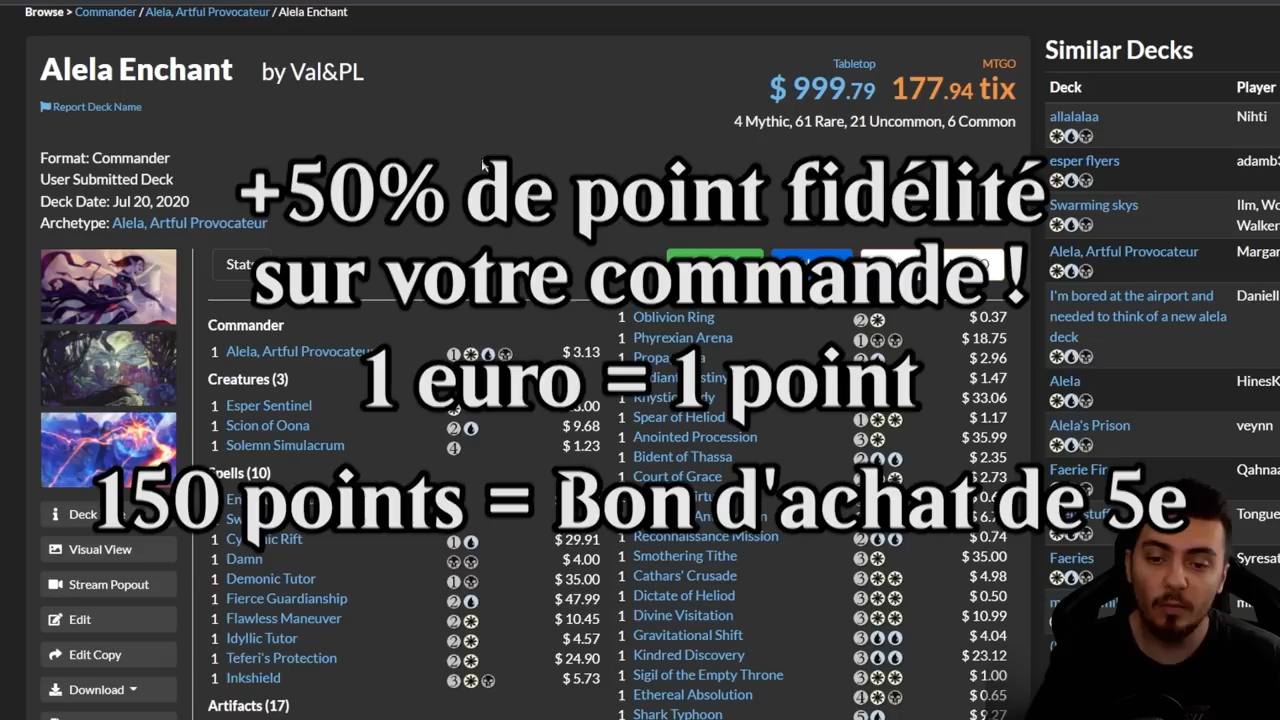 Browse > Commander / Alela, Artful Provocateur / Alela Enchant
Alela Enchant by Val&PL
Report Deck Name
Tabletop
$ 999.79
MTGO
177.94 tix
4 Mythic, 61 Rare, 21 Uncommon, 6 Common
Format: Commander
User Submitted Deck
Deck Date: Jul 20, 2020
Archetype: Alela, Artful Provocateur
+50% de point fidélité
sur votre commande !
1 euro = 1 point
150 points = Bon d'achat de 5e
Deck
Visual View
Stream Popout
Edit
Edit Copy
Download
Commander
1 Alela, Artful Provocateur $ 3.13
Creatures (3)
1 Esper Sentinel
1 Scion of Oona $ 9.68
1 Solemn Simulacrum $ 1.23
Spells (10)
1 Rift $ 29.91
1 Damn $ 4.00
1 Demonic Tutor $ 35.00
1 Fierce Guardianship $ 47.99
1 Flawless Maneuver $ 10.45
1 Idyllic Tutor $ 4.57
1 Teferi's Protection $ 24.90
1 Inkshield $ 5.73
Artifacts (17)
1 Oblivion Ring $ 0.37
1 Phyrexian Arena $ 18.75
$ 2.96
$ 1.47
$ 33.06
1 Spear of Heliod $ 1.17
1 Anointed Procession $ 35.99
1 Bident of Thassa $ 2.35
1 Court of Grace $ 2.73
1 Reconnaissance Mission $ 0.74
1 Smothering Tithe $ 35.00
1 Cathars' Crusade $ 4.98
1 Dictate of Heliod $ 0.50
1 Divine Visitation $ 10.99
1 Gravitational Shift $ 4.04
1 Kindred Discovery $ 23.12
1 Sigil of the Empty Throne $ 1.00
1 Ethereal Absolution $ 0.65
1 Shark Typhoon $ 9.27
Similar Decks
Deck Player
allalalaa Nihti
esper flyers
Swarming skys
Walker
Alela, Artful Provocateur
I'm bored at the airport and
needed to think of a new alela
deck
Alela
Alela's Prison veynn
Faeries